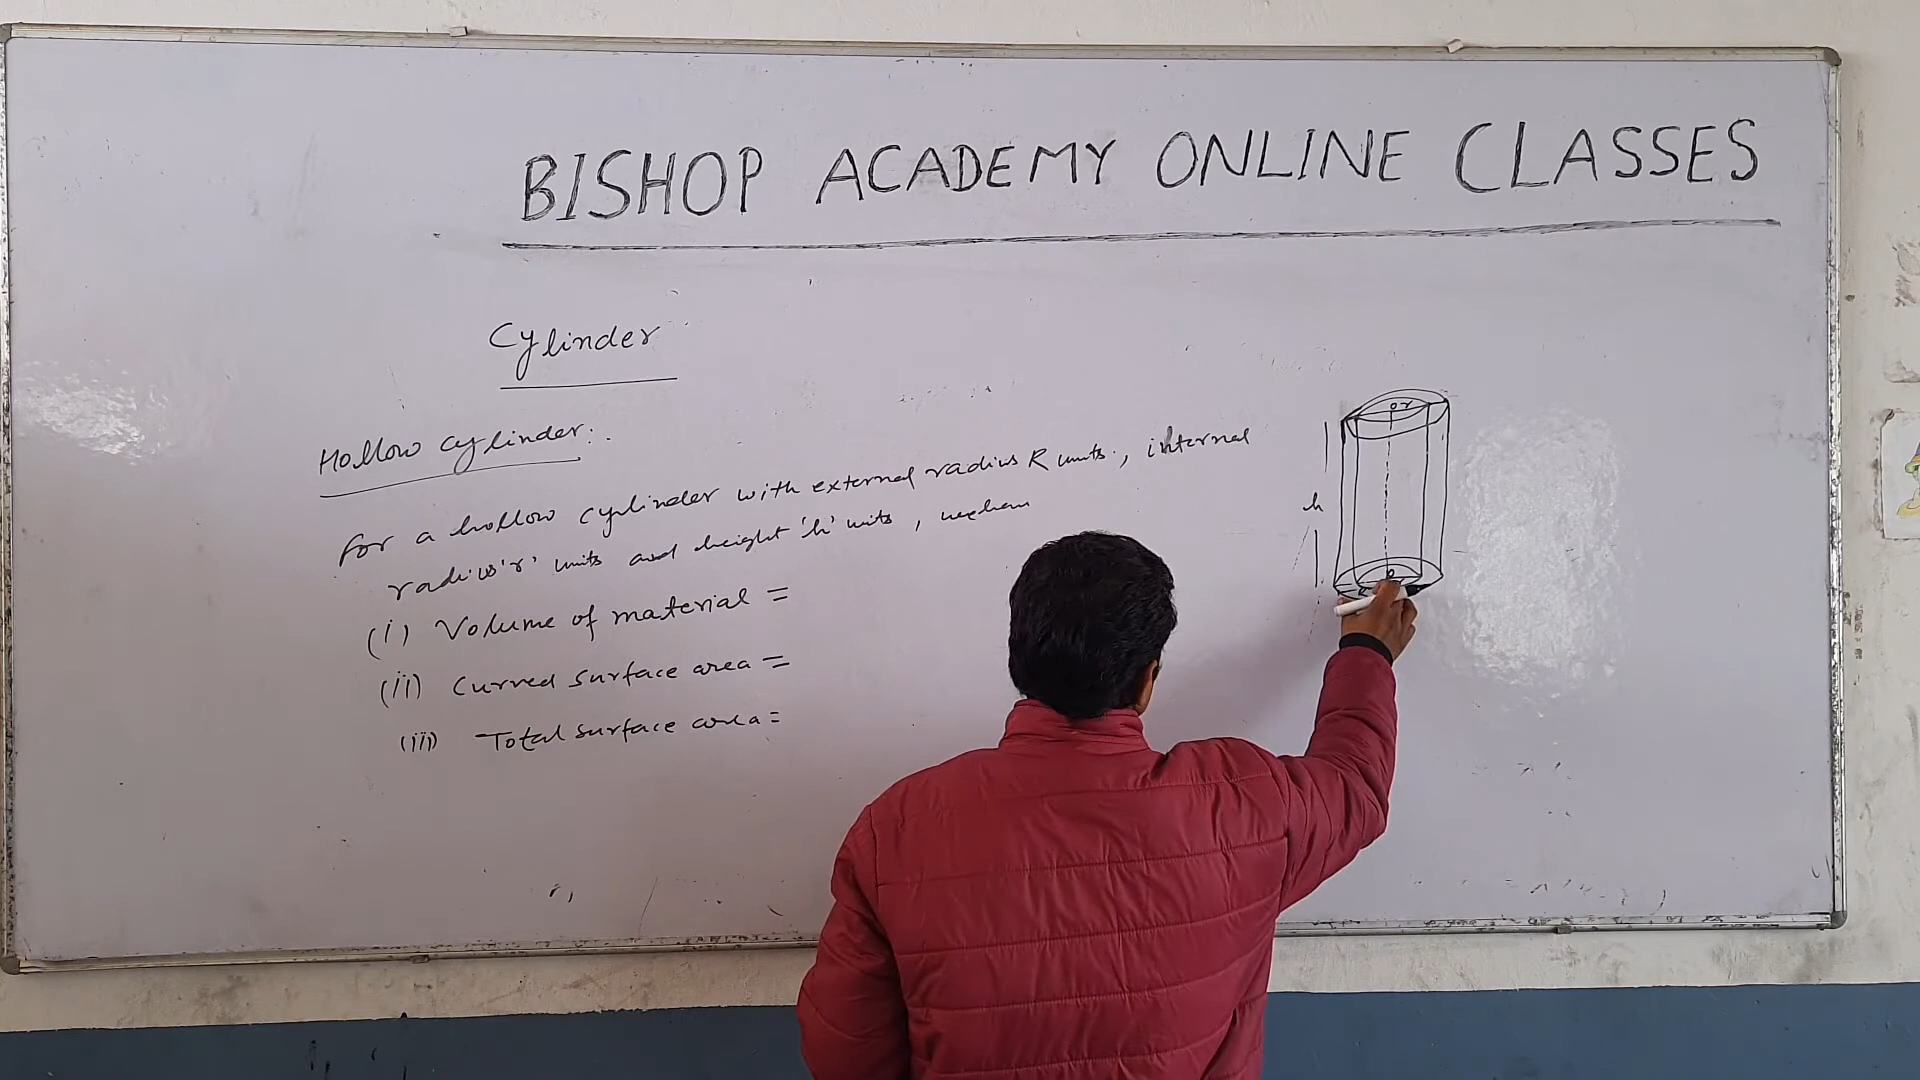 BISHOP ACADEMY ONLINE CLASSES
Cylinder
Hollow cylinder:.
For a hollow cylinder with external radius R units., internal
radius 'r' units and height 'h' units, we have
(i) Volume of material =
(ii) Curved surface area =
(iii) Total surface area =
or
h